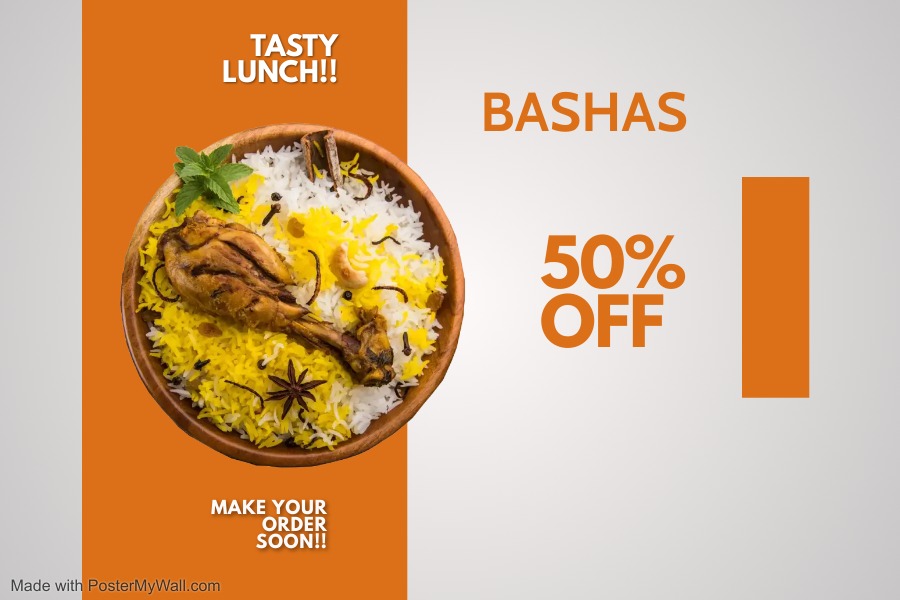 TASTY
LUNCH!!
BASHAS
50%
OFF
MAKE YOUR
ORDER
SOON!!
Made with PosterMyWall.com